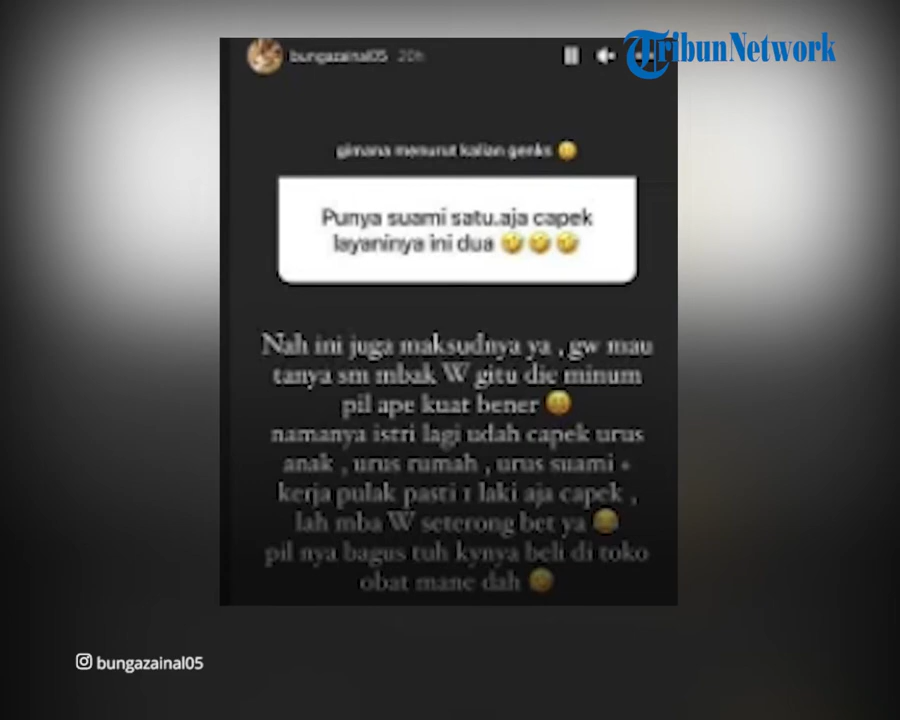 bungazainal05 20h
TribunNetwork
gimana menurut kalian genks
Punya suami satu.aja capek
layaninya ini dua
Nah ini juga maksudnya ya , gw mau
tanya sm mbak W gitu die minum
pil ape kuat bener
namanya istri lagi udah capek urus
anak , urus rumah , urus suami +
kerja pulak pasti 1 laki aja capek ,
lah mba W seterong bet ya
pil nya bagus tuh kynya beli di toko
obat mane dah
bungazainal05